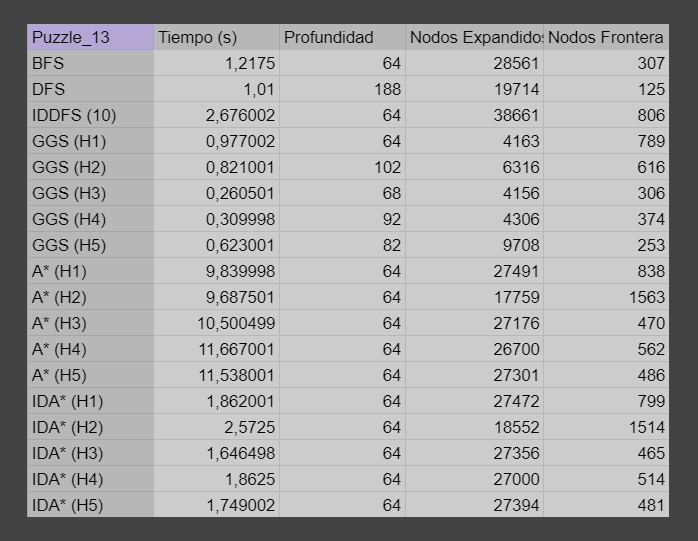 Puzzle_13 Tiempo (s) Profundidad Nodos Expandidos Nodos Frontera
BFS 1,2175 64 28561 307
DFS 1,01 188 19714 125
IDDFS (10) 2,676002 64 38661 806
GGS (H1) 0,977002 64 4163 789
GGS (H2) 0,821001 102 6316 616
GGS (H3) 0,260501 68 4156 306
GGS (H4) 0,309998 92 4306 374
GGS (H5) 0,623001 82 9708 253
A* (H1) 9,839998 64 27491 838
A* (H2) 9,687501 64 17759 1563
A* (H3) 10,500499 64 27176 470
A* (H4) 11,667001 64 26700 562
A* (H5) 11,538001 64 27301 486
IDA* (H1) 1,862001 64 27472 799
IDA* (H2) 2,5725 64 18552 1514
IDA* (H3) 1,646498 64 27356 465
IDA* (H4) 1,8625 64 27000 514
IDA* (H5) 1,749002 64 27394 481